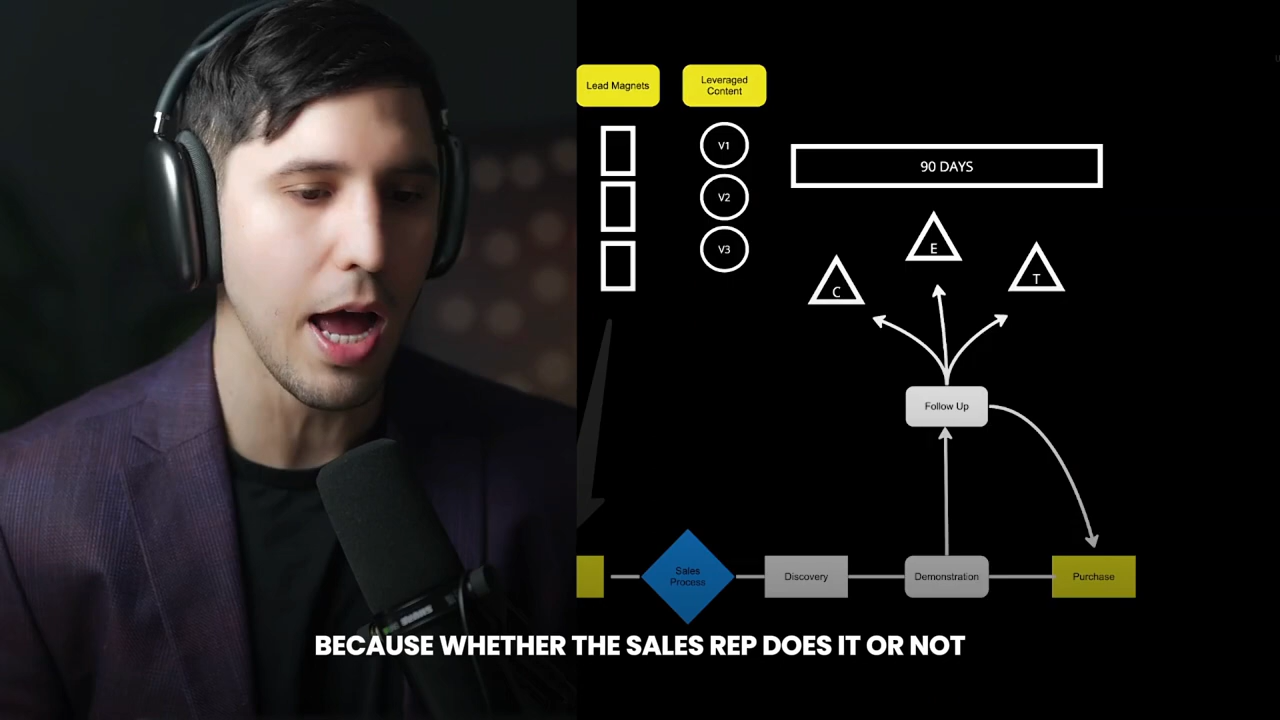 Lead Magnets
Leveraged
Content
V1
V2
V3
90 DAYS
E
C
T
Follow Up
Sales
Process
Discovery
Demonstration
Purchase
BECAUSE WHETHER THE SALES REP DOES IT OR NOT